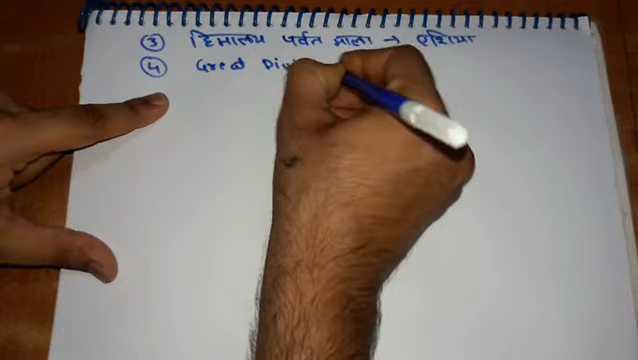 ③ हिमालय पर्वत माला → एशिया
④ Great